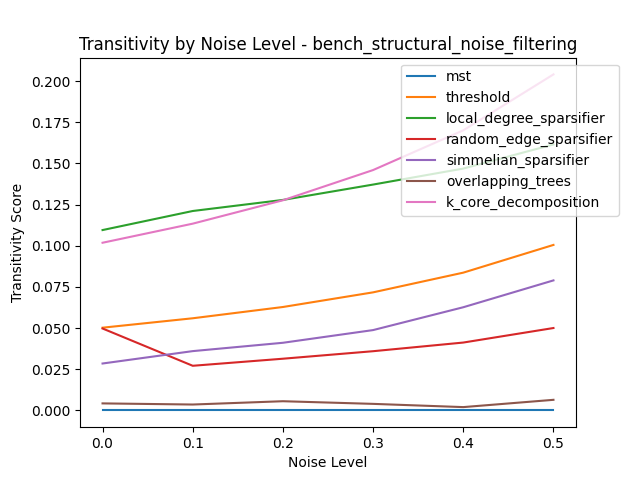 Transitivity by Noise Level - bench_structural_noise_filtering
mst
threshold
local_degree_sparsifier
random_edge_sparsifier
simmelian_sparsifier
overlapping_trees
k_core_decomposition
Transitivity Score
0.200
0.175
0.150
0.125
0.100
0.075
0.050
0.025
0.000
0.0 0.1 0.2 0.3 0.4 0.5
Noise Level